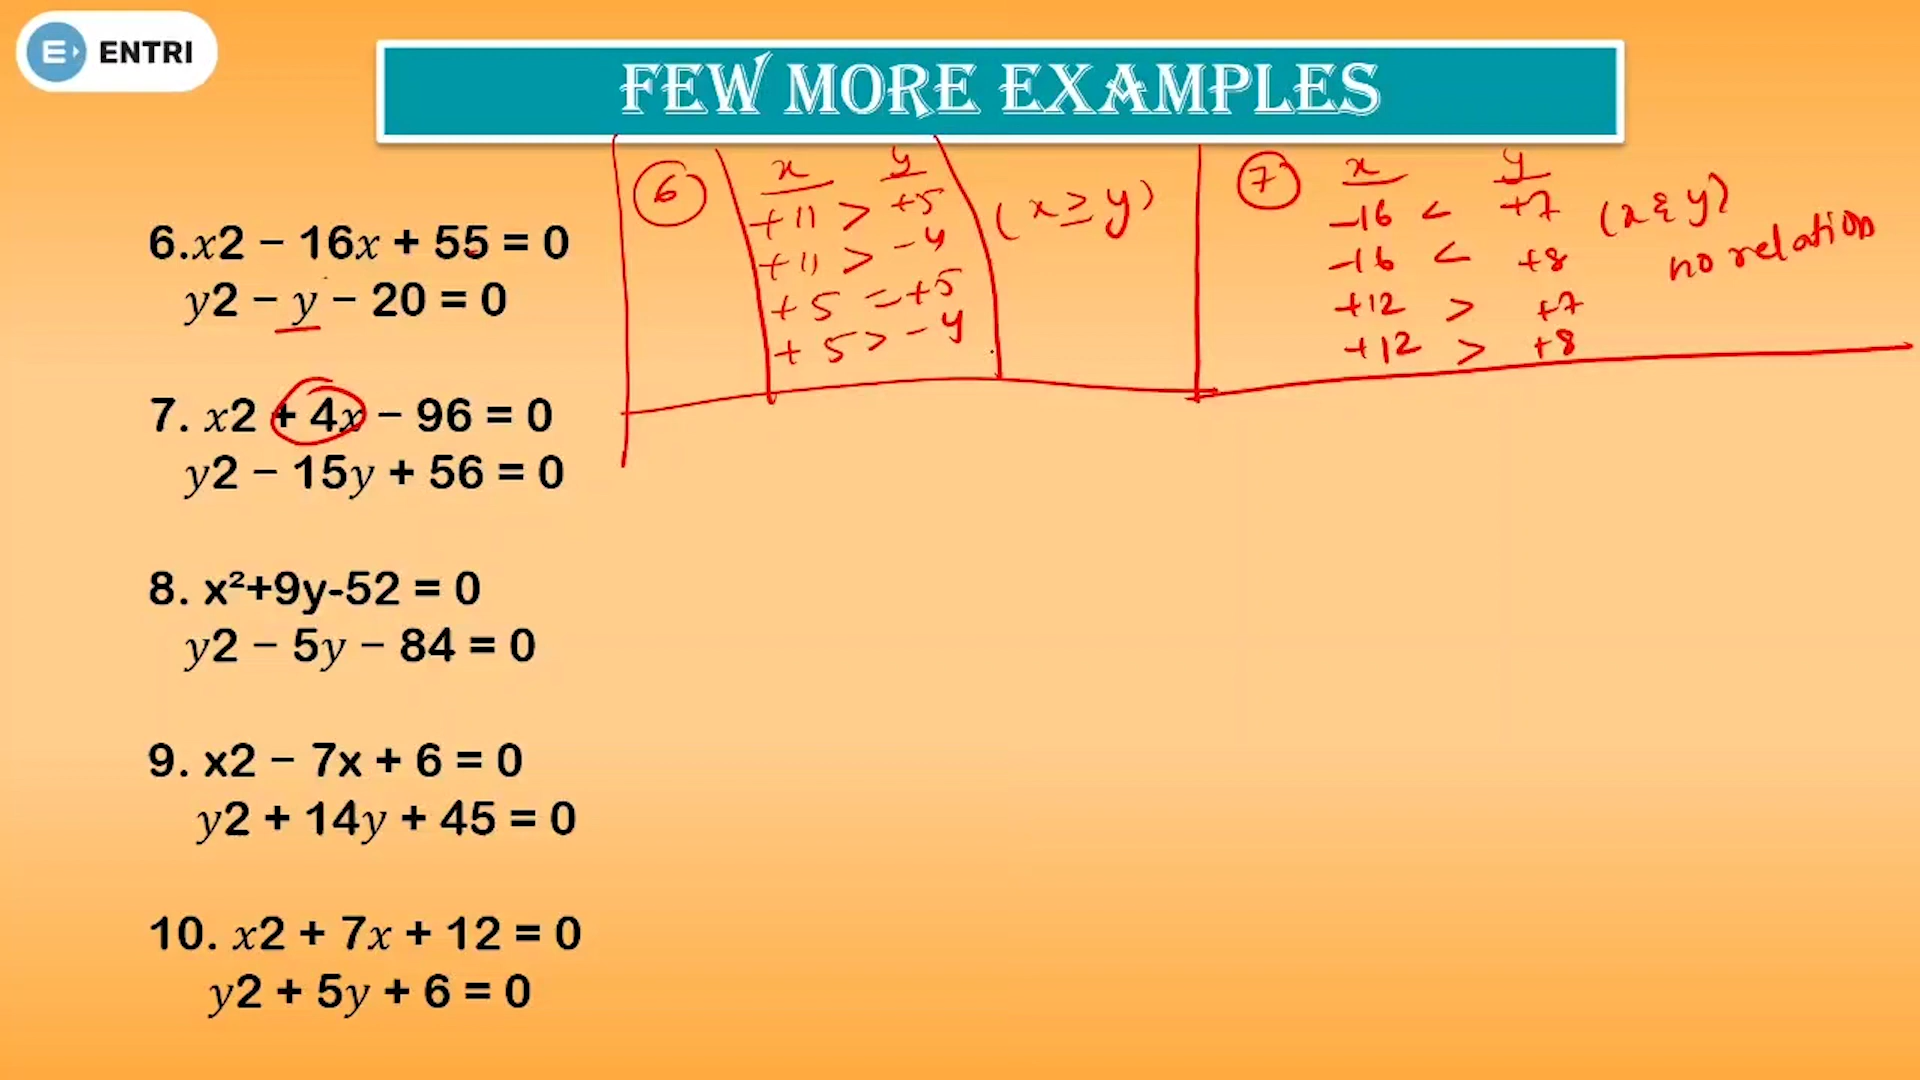 ENTRI
FEW MORE EXAMPLES
6.x2 − 16x + 55 = 0
y2 − y − 20 = 0
7. x2 + 4x − 96 = 0
y2 − 15y + 56 = 0
8. x²+9y-52 = 0
y2 − 5y − 84 = 0
9. x2 − 7x + 6 = 0
y2 + 14y + 45 = 0
10. x2 + 7x + 12 = 0
y2 + 5y + 6 = 0
6
x y
+11 > +5
+11 > -4
+5 = +5
+5 > -4
(x ≥ y)
7
x y
-16 < +7
-16 < +8
+12 > +7
+12 > +8
(x & y)
no relation